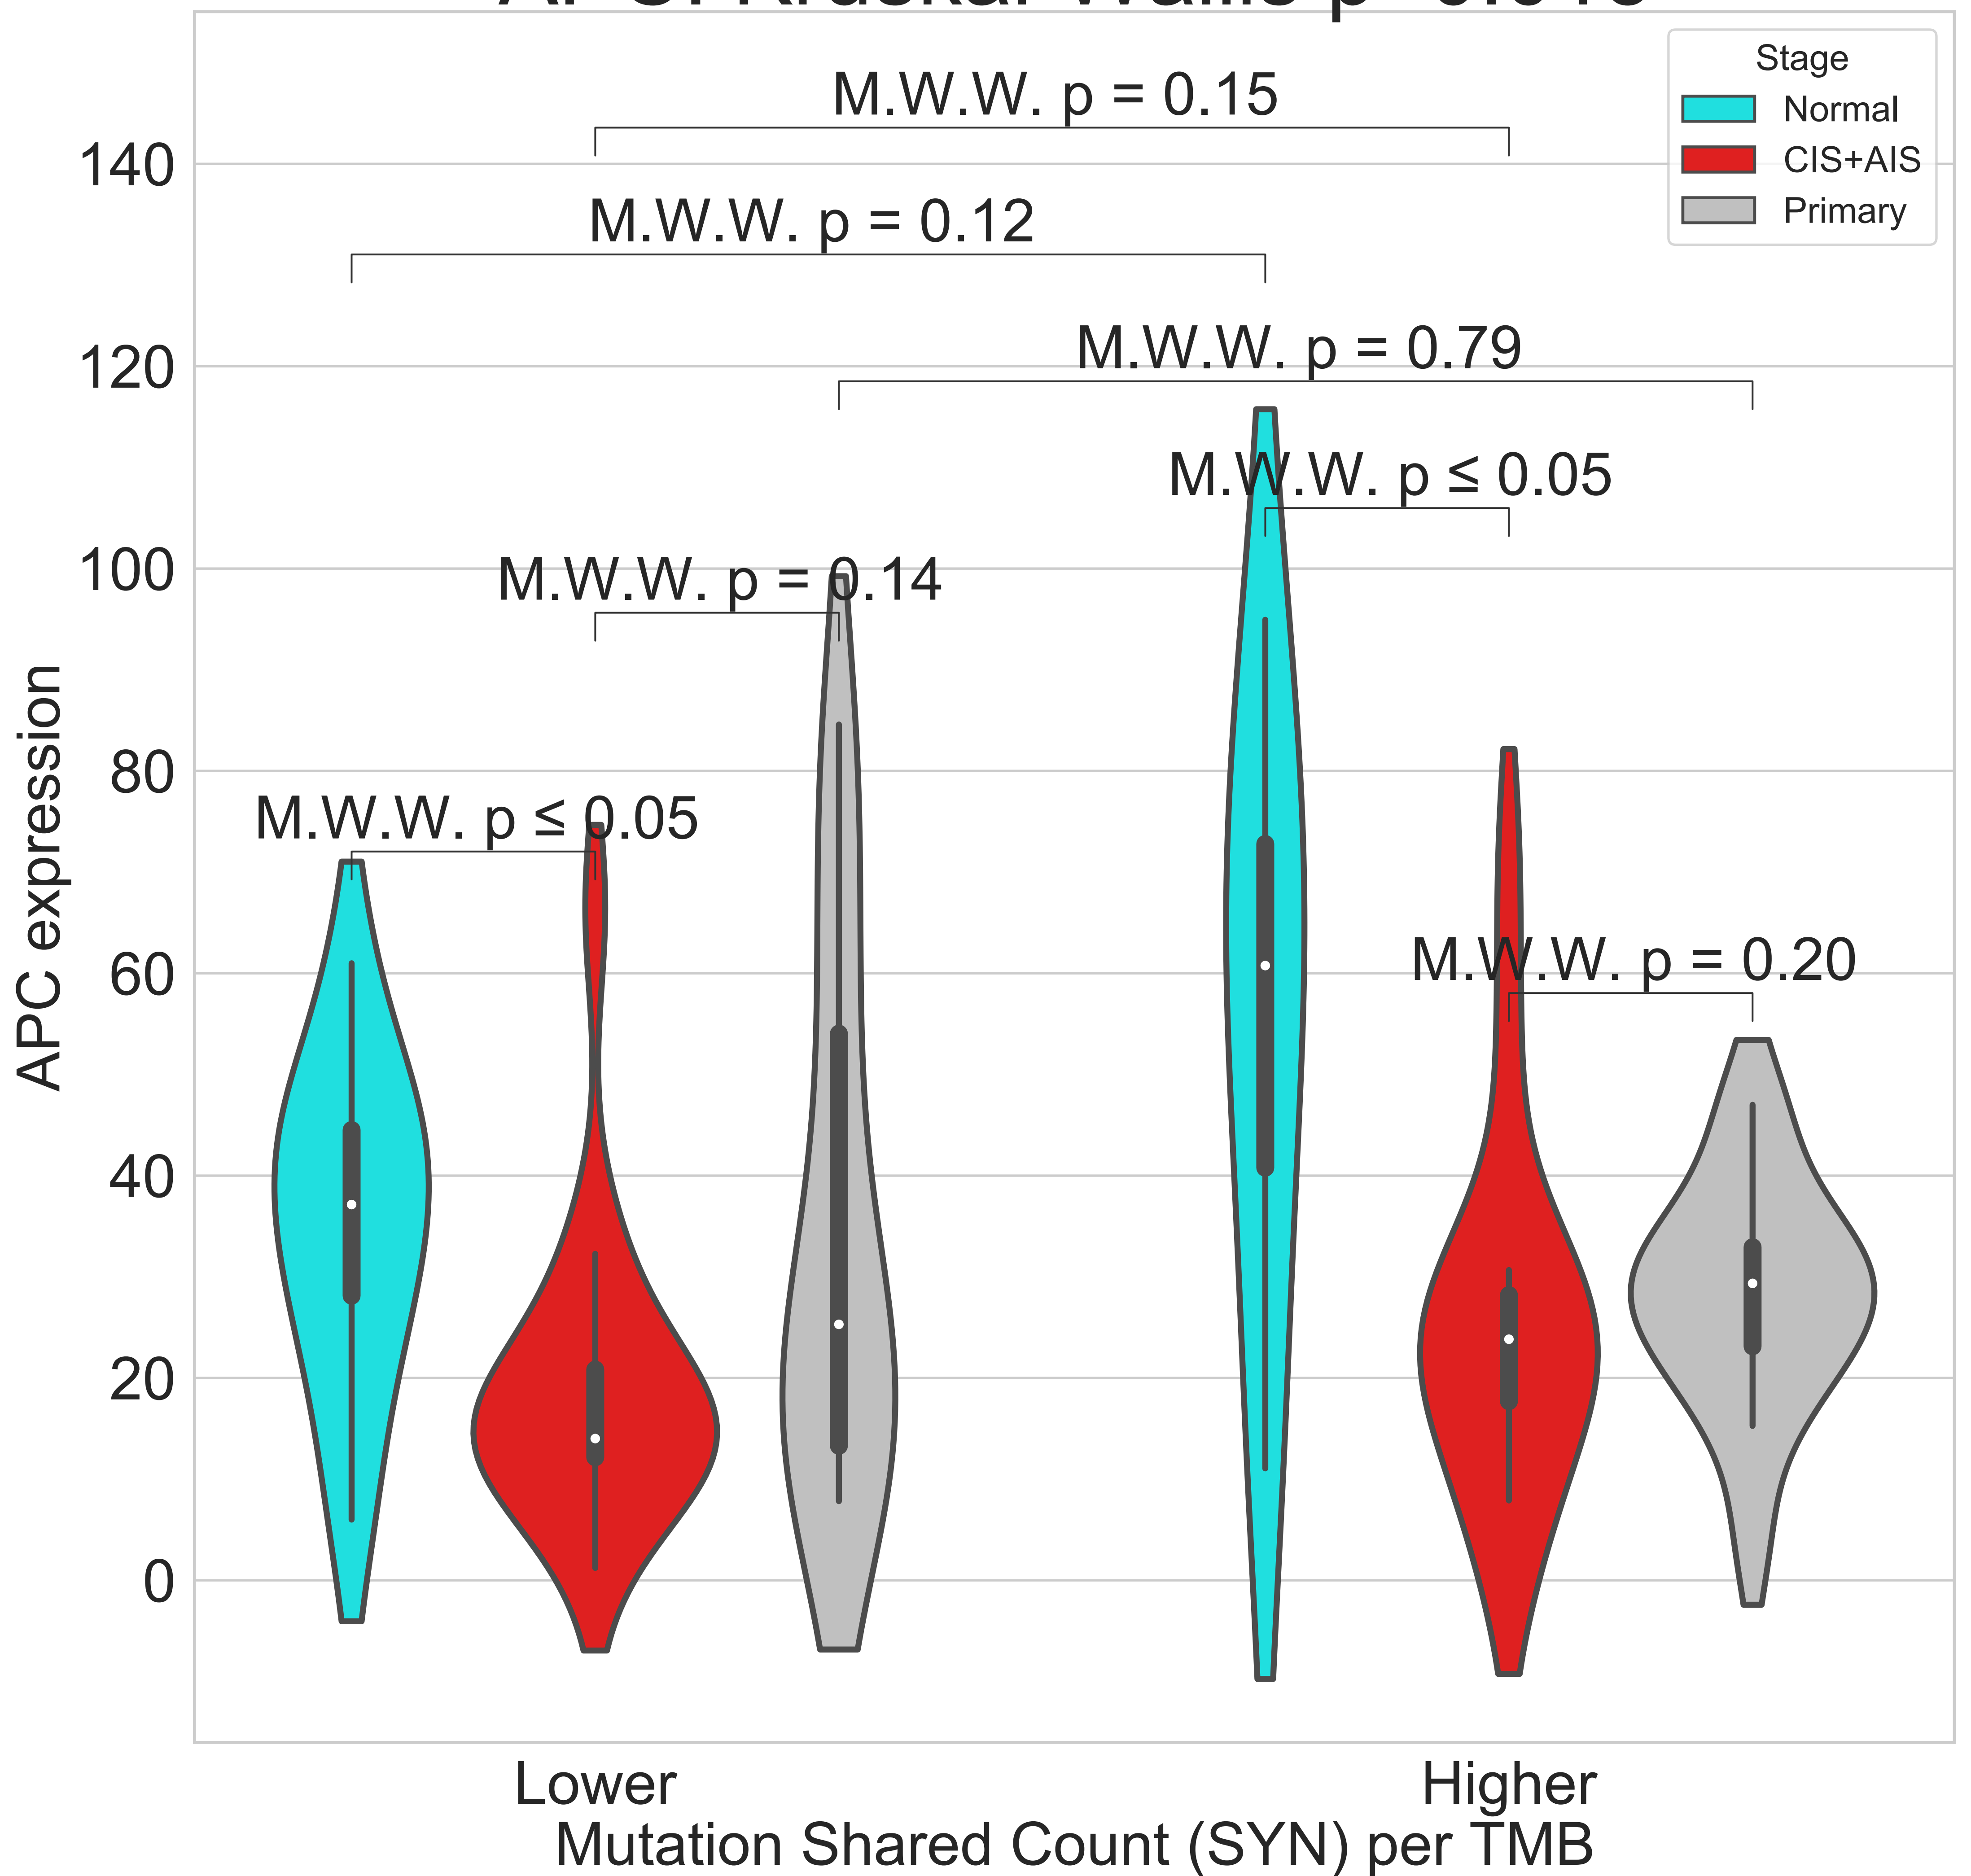 Stage
Normal
CIS+AIS
Primary
M.W.W. p = 0.15
M.W.W. p = 0.12
M.W.W. p = 0.79
M.W.W. p ≤ 0.05
M.W.W. p = 0.14
M.W.W. p ≤ 0.05
M.W.W. p = 0.20
140
120
100
80
60
40
20
0
APC expression
Lower
Higher
Mutation Shared Count (SYN) per TMB